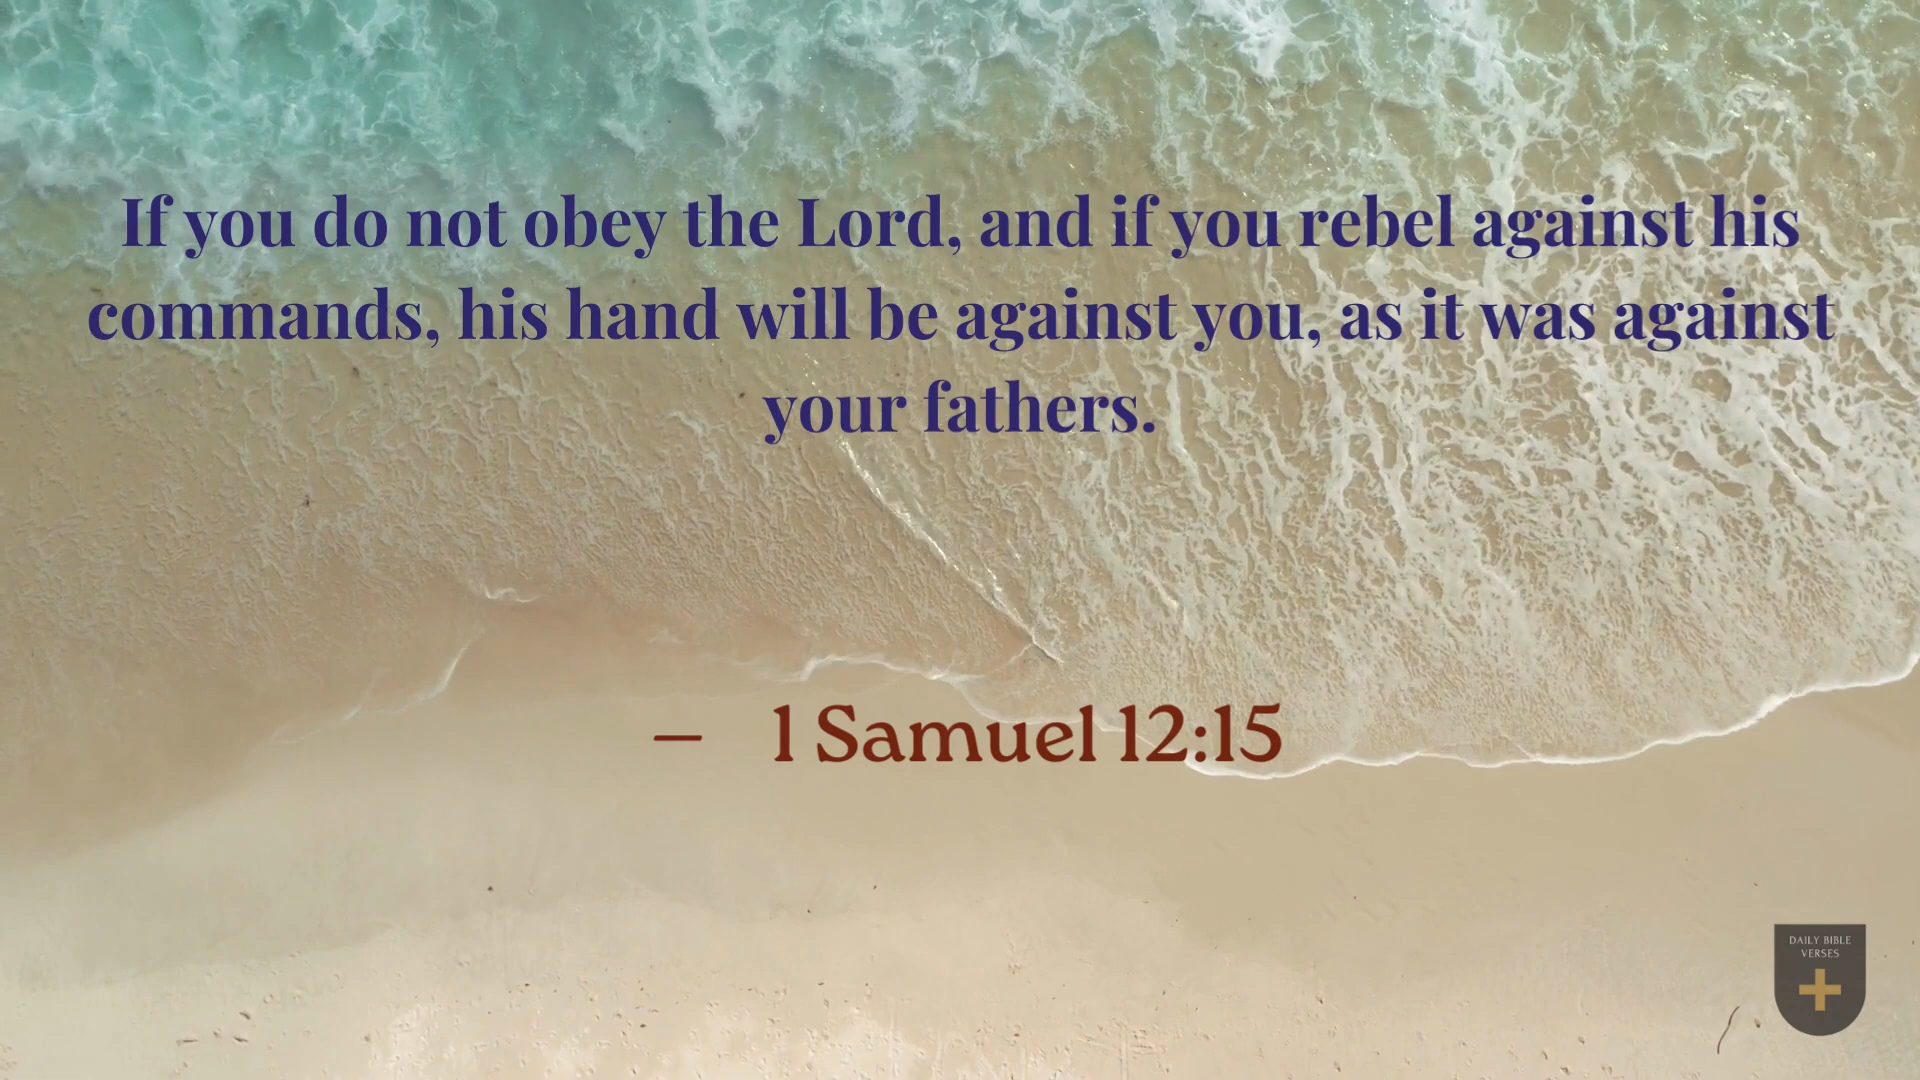 If you do not obey the Lord, and if you rebel against his
commands, his hand will be against you, as it was against
your fathers.
– 1 Samuel 12:15
DAILY BIBLE
VERSES